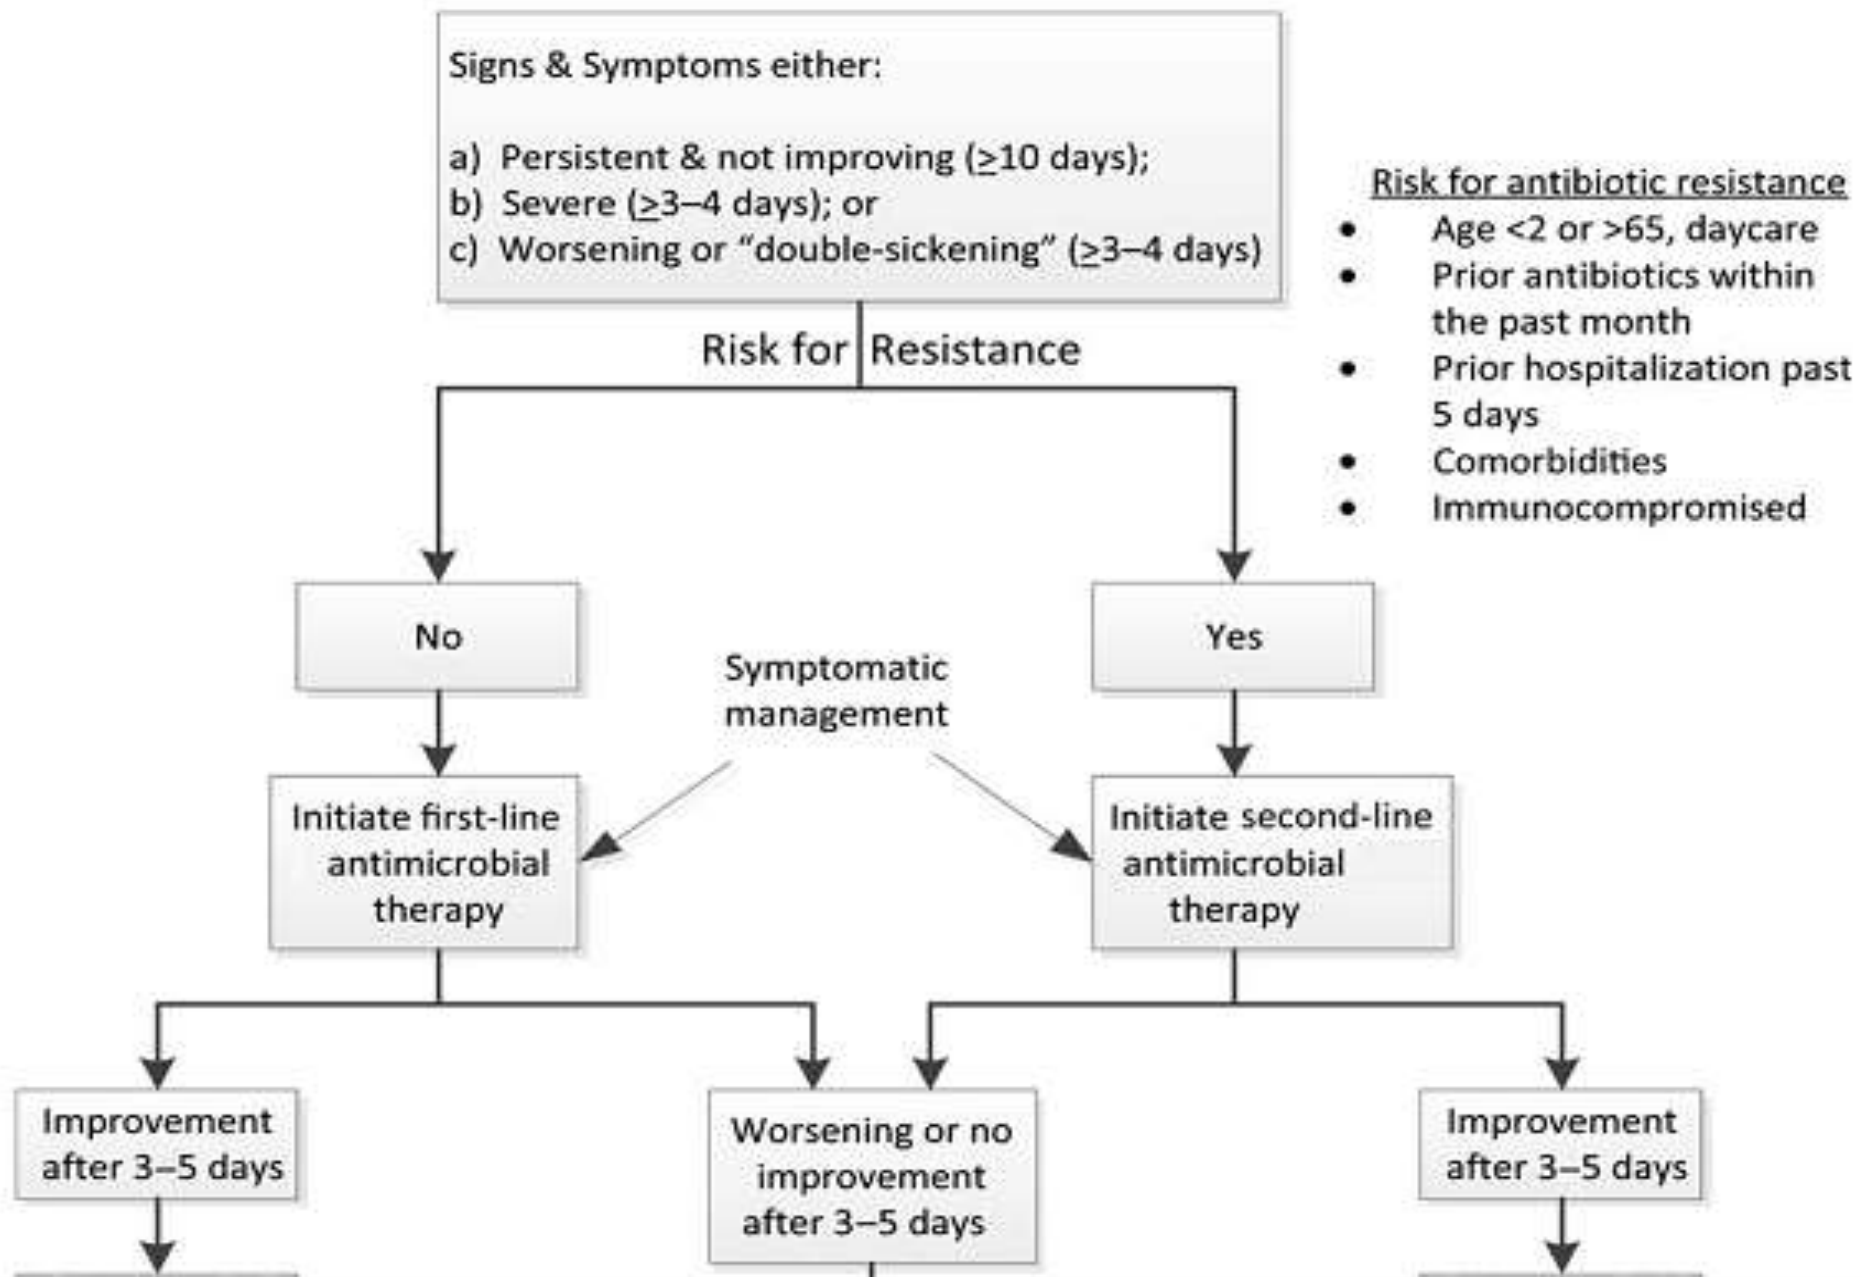 Signs & Symptoms either:
a) Persistent & not improving (≥10 days);
b) Severe (≥3–4 days); or
c) Worsening or “double-sickening” (≥3–4 days)
Risk for antibiotic resistance
• Age <2 or >65, daycare
• Prior antibiotics within
the past month
• Prior hospitalization past
5 days
• Comorbidities
• Immunocompromised
Risk for Resistance
No
Yes
Symptomatic
management
Initiate first-line
antimicrobial
therapy
Initiate second-line
antimicrobial
therapy
Improvement
after 3–5 days
Worsening or no
improvement
after 3–5 days
Improvement
after 3–5 days